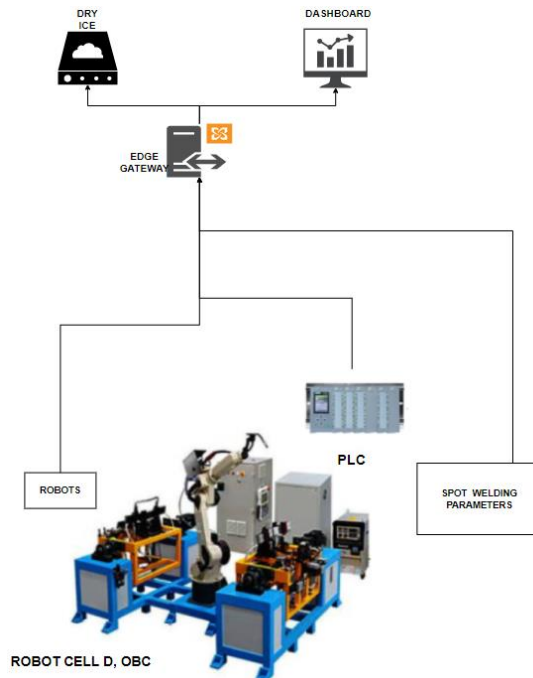 DRY
ICE
DASHBOARD
EDGE
GATEWAY
PLC
ROBOTS
SPOT WELDING
PARAMETERS
ROBOT CELL D, OBC